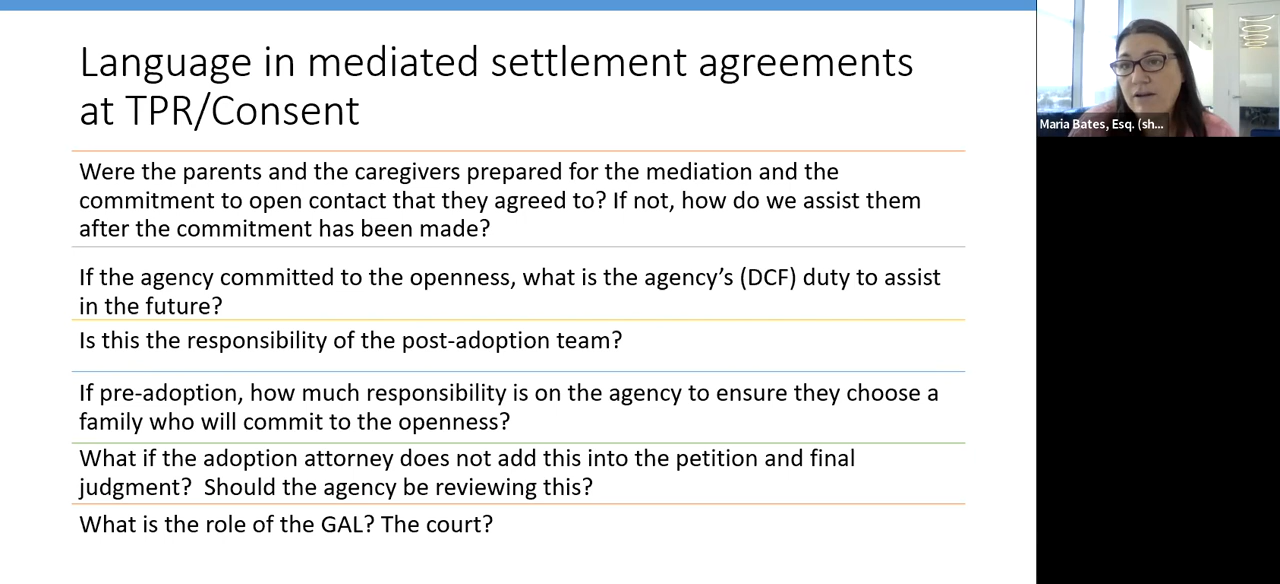 Language in mediated settlement agreements
at TPR/Consent
Were the parents and the caregivers prepared for the mediation and the
commitment to open contact that they agreed to? If not, how do we assist them
after the commitment has been made?
If the agency committed to the openness, what is the agency’s (DCF) duty to assist
in the future?
Is this the responsibility of the post-adoption team?
If pre-adoption, how much responsibility is on the agency to ensure they choose a
family who will commit to the openness?
What if the adoption attorney does not add this into the petition and final
judgment?  Should the agency be reviewing this?
What is the role of the GAL? The court?
Maria Bates, Esq. (sh...